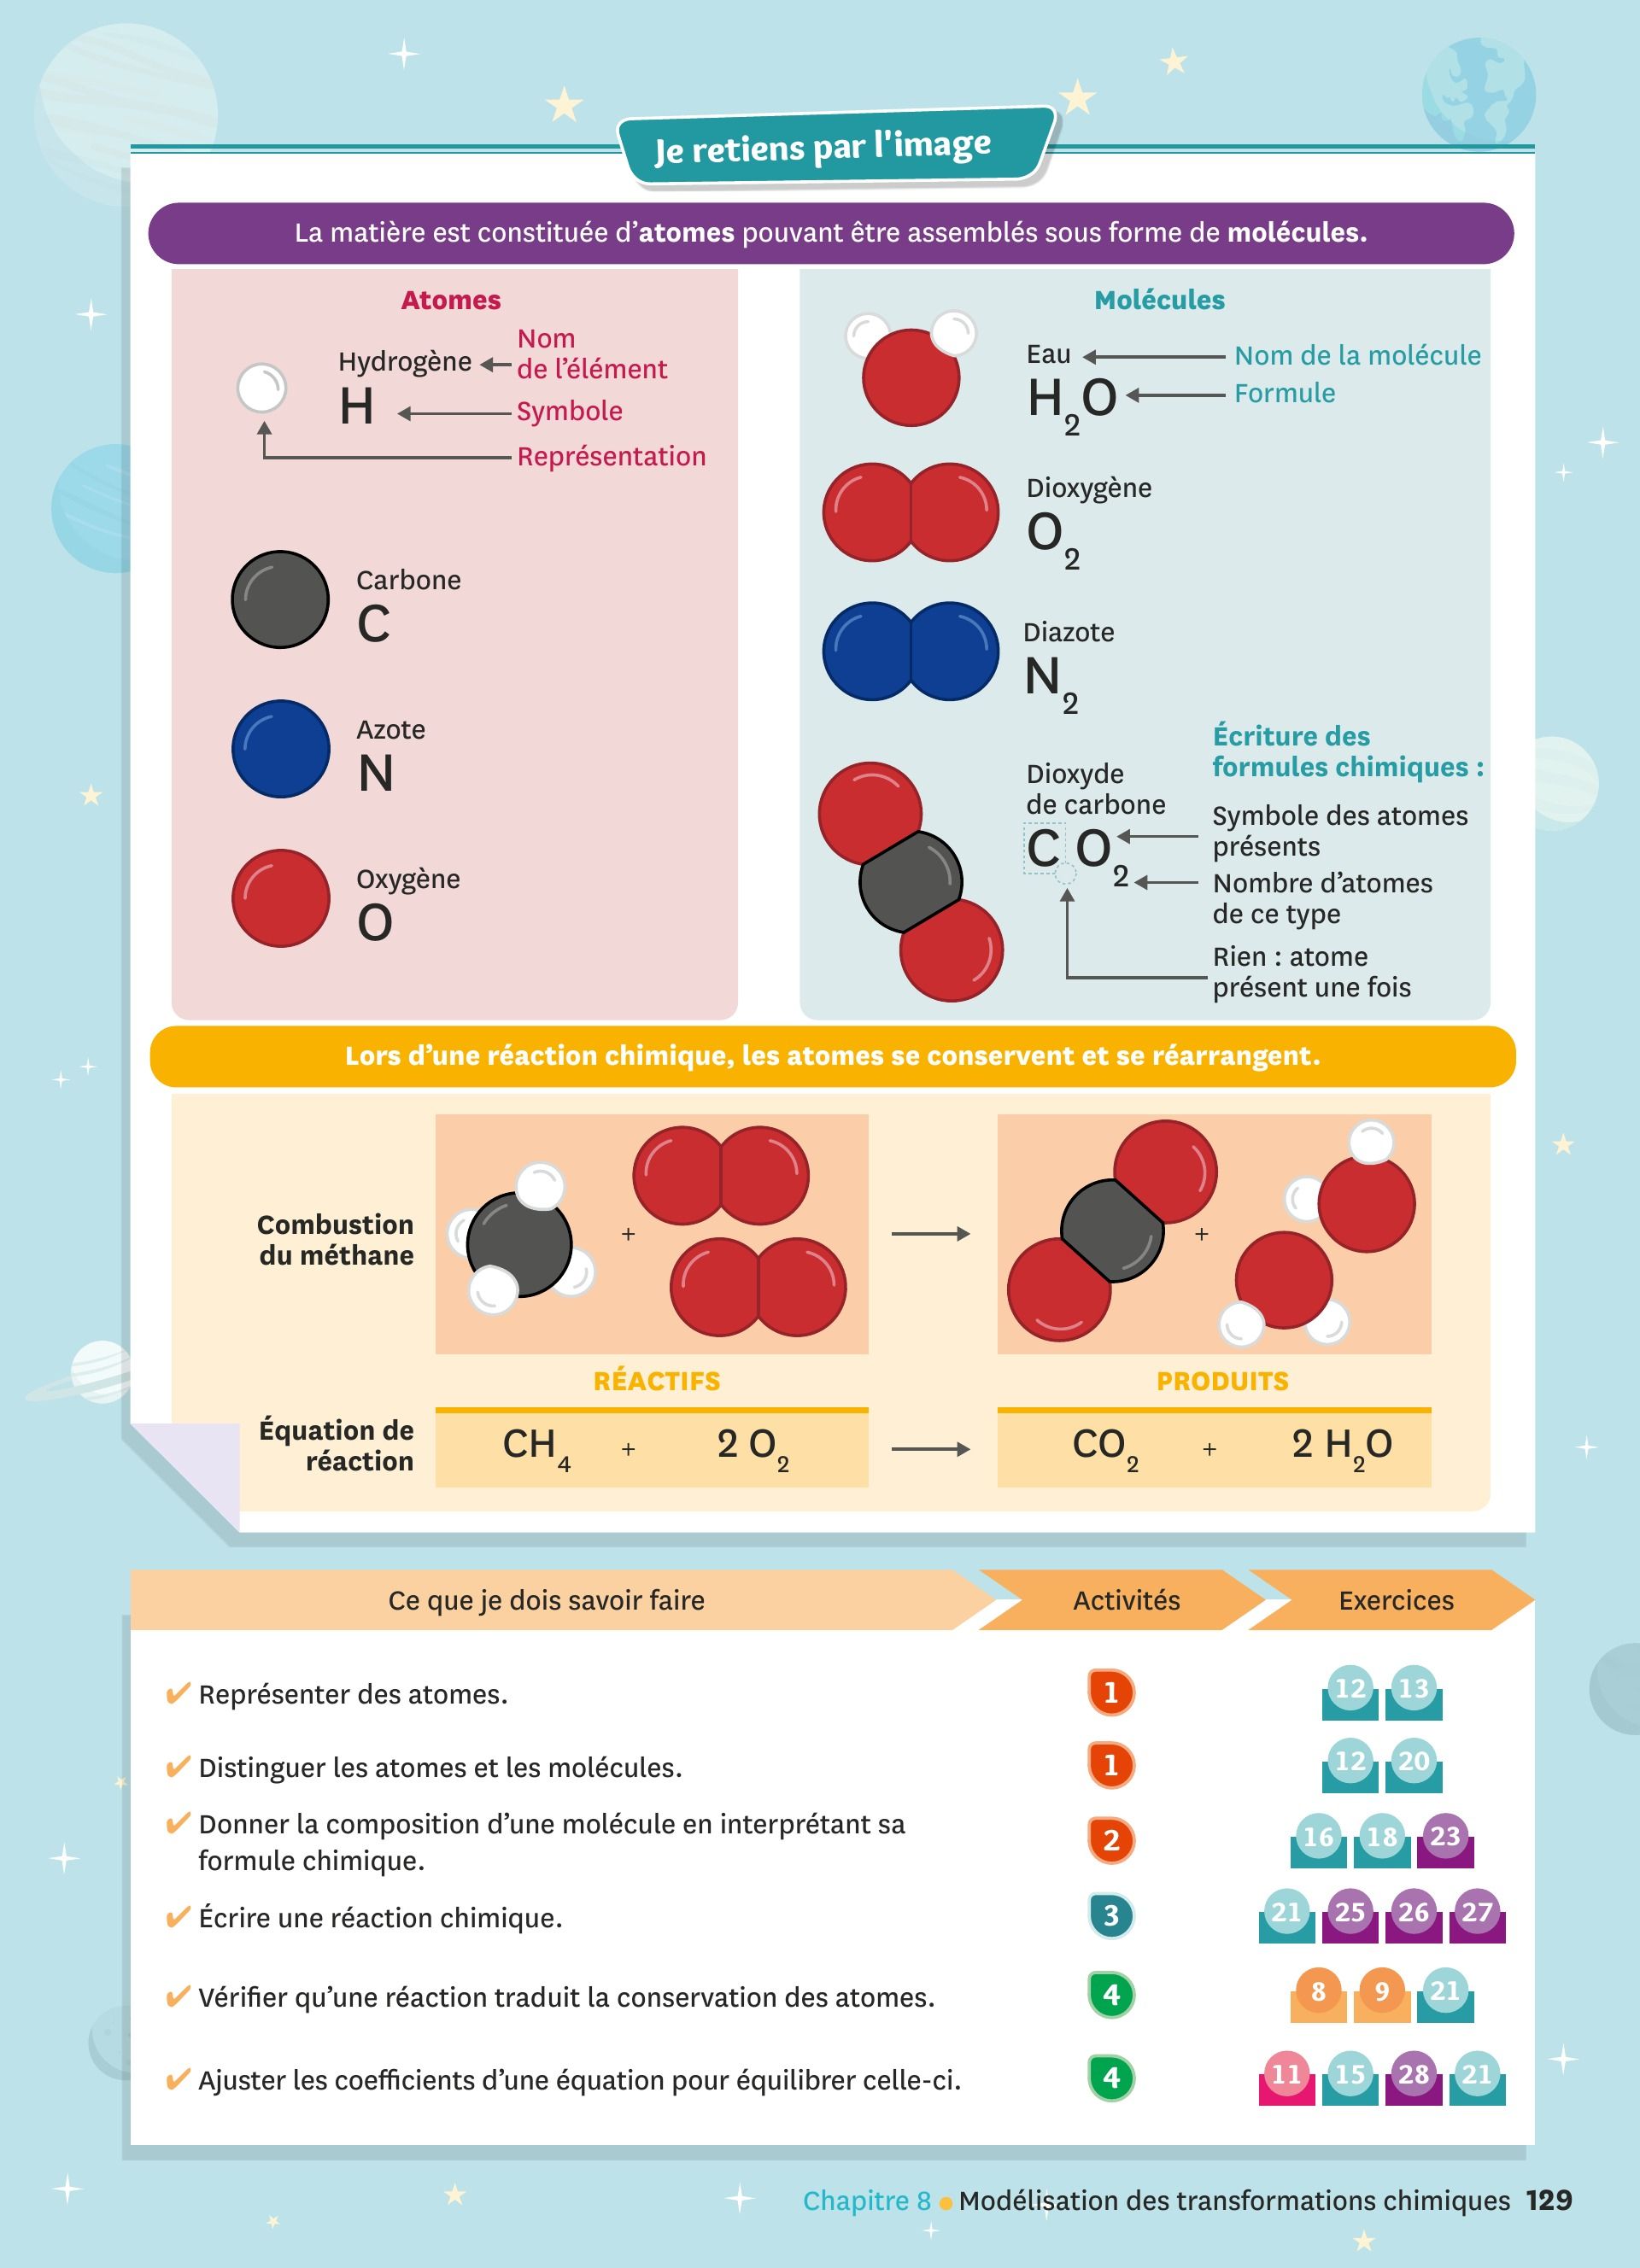 Je retiens par l'image
La matière est constituée d'atomes pouvant être assemblés sous forme de molécules.
Atomes
Hydrogène
H
Nom
de l'élément
Symbole
Représentation
Carbone
C
Azote
N
Oxygène
O
Molécules
Eau
H₂O
Nom de la molécule
Formule
Dioxygène
O₂
Diazote
N₂
Dioxyde
de carbone
C O₂
Écriture des
formules chimiques :
Symbole des atomes
présents
Nombre d'atomes
de ce type
Rien : atome
présent une fois
Lors d'une réaction chimique, les atomes se conservent et se réarrangent.
Combustion
du méthane
+
+
RÉACTIFS
PRODUITS
Équation de
réaction
CH₄ + 2 O₂
CO₂ + 2 H₂O
Ce que je dois savoir faire
Activités
Exercices
✔ Représenter des atomes.
1
12 13
✔ Distinguer les atomes et les molécules.
1
12 20
✔ Donner la composition d'une molécule en interprétant sa
formule chimique.
2
16 18 23
✔ Écrire une réaction chimique.
3
21 25 26 27
✔ Vérifier qu'une réaction traduit la conservation des atomes.
4
8 9 21
✔ Ajuster les coefficients d'une équation pour équilibrer celle-ci.
4
11 15 28 21
Chapitre 8 • Modélisation des transformations chimiques 129